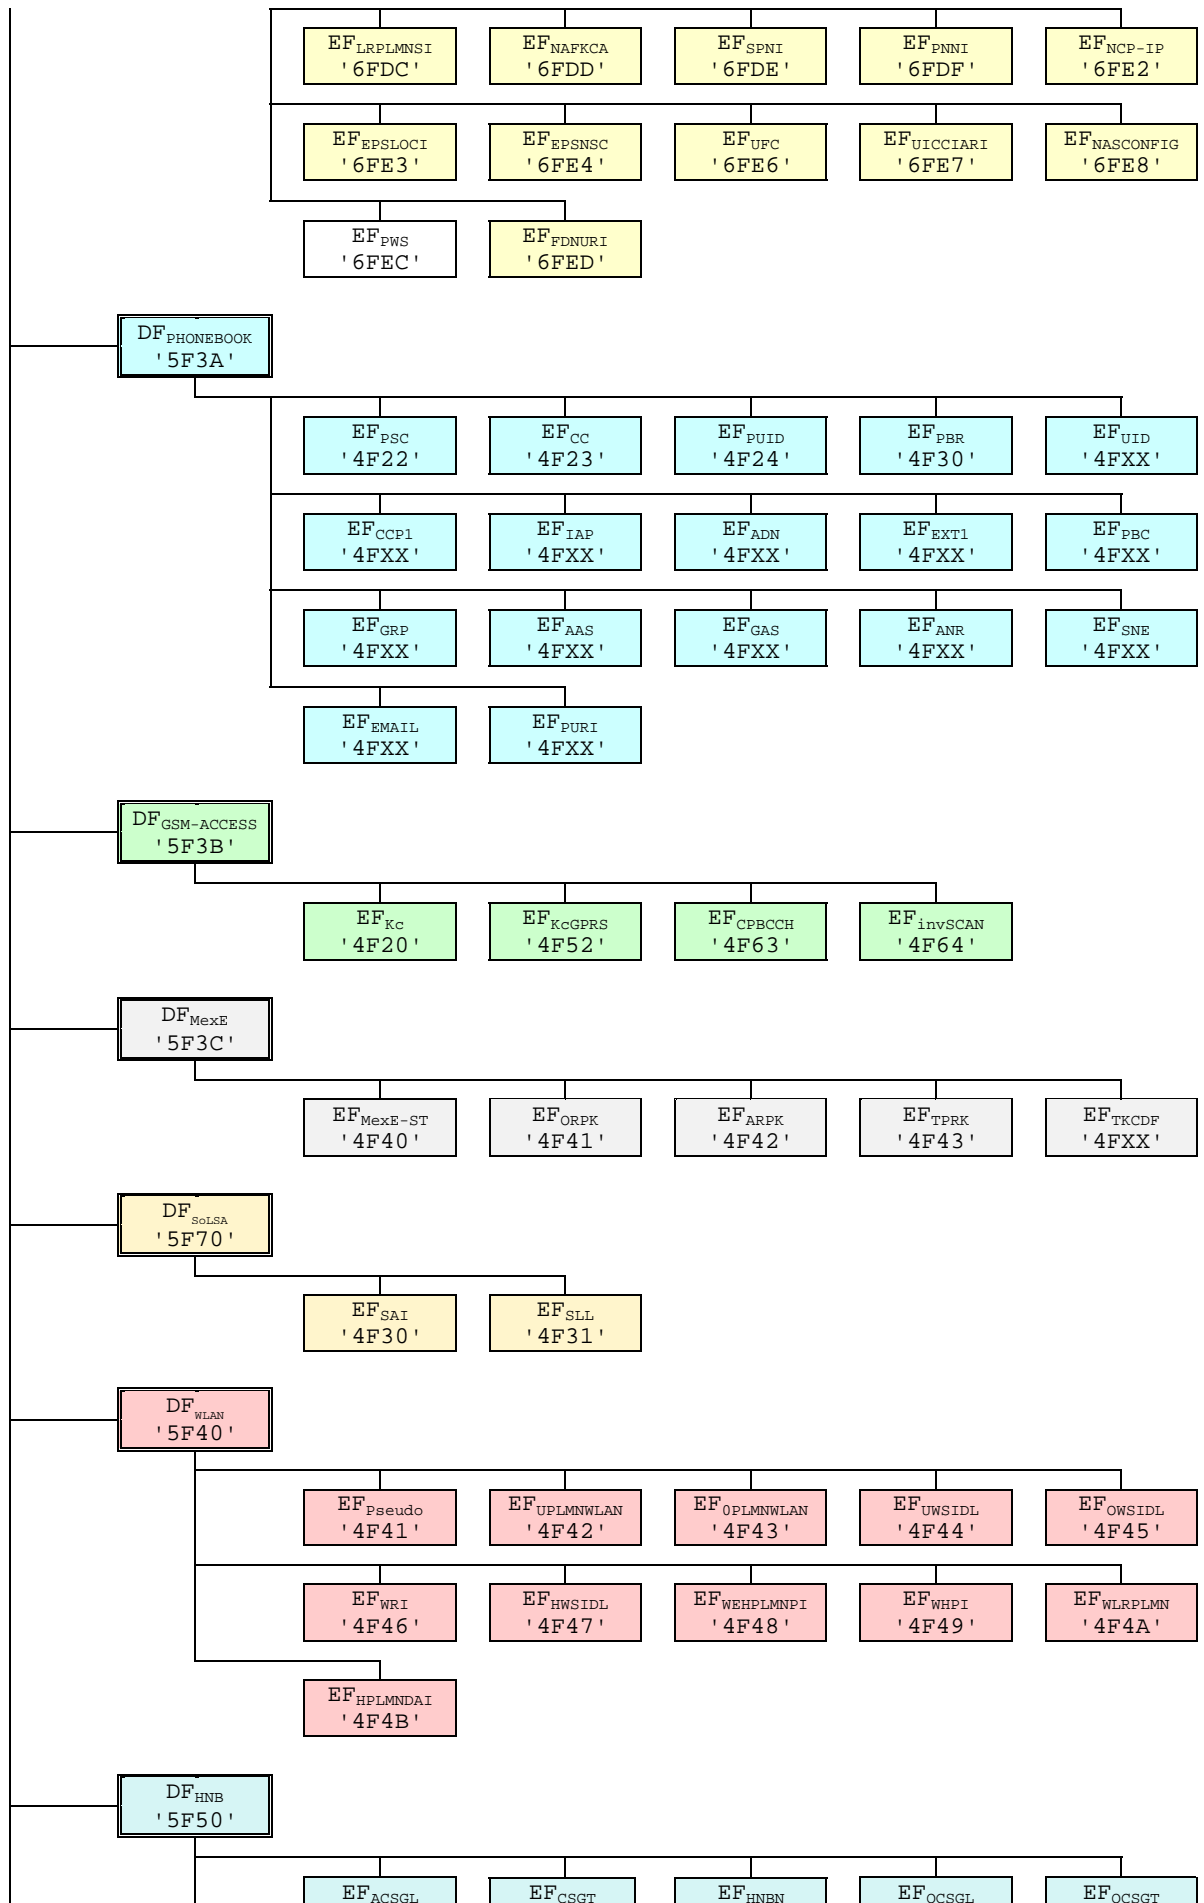 EF LRPLMNSI EF NAFKCA EF SPNI EF PNNI EF NCP-IP
'6FDC' '6FDD' '6FDE' '6FDF' '6FE2'
EF EPSLOCI EF EPSNSC EF UFC EF UICCIARI EF NASCONFIG
'6FE3' '6FE4' '6FE6' '6FE7' '6FE8'
EF PWS EF FDNURI
'6FEC' '6FED'
DF PHONEBOOK
'5F3A'
EF PSC EF CC EF PUID EF PBR EF UID
'4F22' '4F23' '4F24' '4F30' '4FXX'
EF CCP1 EF IAP EF ADN EF EXT1 EF PBC
'4FXX' '4FXX' '4FXX' '4FXX' '4FXX'
EF GRP EF AAS EF GAS EF ANR EF SNE
'4FXX' '4FXX' '4FXX' '4FXX' '4FXX'
EF EMAIL EF PURI
'4FXX' '4FXX'
DF GSM-ACCESS
'5F3B'
EF Kc EF KcGPRS EF CPBCCH EF invSCAN
'4F20' '4F52' '4F63' '4F64'
DF MexE
'5F3C'
EF MexE-ST EF ORPK EF ARPK EF TPRK EF TKCDF
'4F40' '4F41' '4F42' '4F43' '4FXX'
DF SoLSA
'5F70'
EF SAI EF SLL
'4F30' '4F31'
DF WLAN
'5F40'
EF Pseudo EF UPLMNWLAN EF 0PLMNWLAN EF UWSIDL EF OWSIDL
'4F41' '4F42' '4F43' '4F44' '4F45'
EF WRI EF HWSIDL EF WEHPLMNPI EF WHPI EF WLRPLMN
'4F46' '4F47' '4F48' '4F49' '4F4A'
EF HPLMNDAI
'4F4B'
DF HNB
'5F50'
EF ACSGL EF CSGT EF HNBN EF OCSGL EF OCSGT